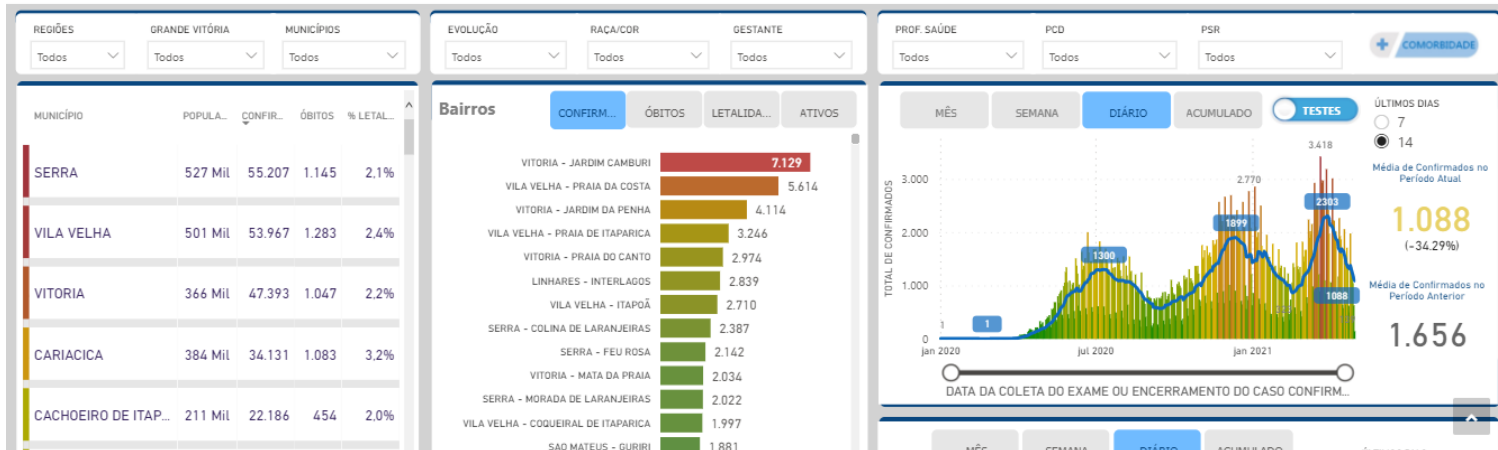 REGIÕES GRANDE VITÓRIA MUNICÍPIOS
Todos Todos Todos
EVOLUÇÃO RAÇA/COR GESTANTE
Todos Todos Todos
PROF. SAÚDE PCD PSR
Todos Todos Todos
COMORBIDADE
MUNICÍPIO POPULA... CONFIR... ÓBITOS % LETAL...
SERRA 527 Mil 55.207 1.145 2,1%
VILA VELHA 501 Mil 53.967 1.283 2,4%
VITORIA 366 Mil 47.393 1.047 2,2%
CARIACICA 384 Mil 34.131 1.083 3,2%
CACHOEIRO DE ITAP... 211 Mil 22.186 454 2,0%
Bairros
CONFIRM... ÓBITOS LETALIDA... ATIVOS
VITORIA - JARDIM CAMBURI 7.129
VILA VELHA - PRAIA DA COSTA 5.614
VITORIA - JARDIM DA PENHA 4.114
VILA VELHA - PRAIA DE ITAPARICA 3.246
VITORIA - PRAIA DO CANTO 2.974
LINHARES - INTERLAGOS 2.839
VILA VELHA - ITAPOÃ 2.710
SERRA - COLINA DE LARANJEIRAS 2.387
SERRA - FEU ROSA 2.142
VITORIA - MATA DA PRAIA 2.034
SERRA - MORADA DE LARANJEIRAS 2.022
VILA VELHA - COQUEIRAL DE ITAPARICA 1.997
SAO MATEUS - GURIRI 1.881
MÊS SEMANA DIÁRIO ACUMULADO TESTES
TOTAL DE CONFIRMADOS
3.418
3.000
2.770
2303
2.000
1899
1300
1.000
1088
1
1
0
jan 2020 jul 2020 jan 2021
DATA DA COLETA DO EXAME OU ENCERRAMENTO DO CASO CONFIRM...
ÚLTIMOS DIAS
7
14
Média de Confirmados no
Período Atual
1.088
(-34.29%)
Média de Confirmados no
Período Anterior
1.656
MÊS SEMANA DIÁRIO ACUMULADO